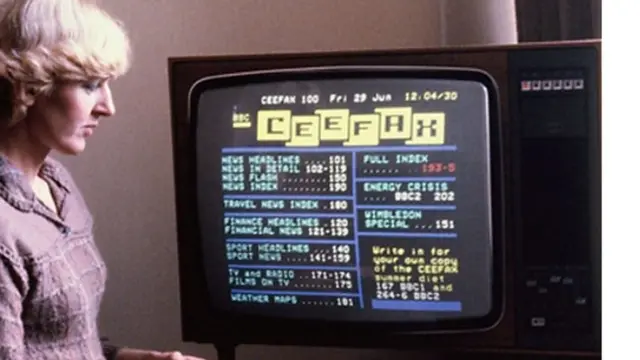 CEEFAX 100 Fri 29 Jun 12:04/30
BBC
CEEFAX
NEWS HEADLINES ....101
NEWS IN DETAIL 102-119
NEWS FLASH ........150
NEWS INDEX ........190
TRAVEL NEWS INDEX .180
FINANCE HEADLINES .120
FINANCIAL NEWS 121-139
SPORT HEADLINES ...140
SPORT NEWS ....141-159
TV and RADIO ..171-174
FILMS ON TV .......175
WEATHER MAPS ......181
FULL INDEX
...... .. 193-5
ENERGY CRISIS
.... BBC2 202
WIMBLEDON
SPECIAL ...151
Write in for
your own copy
of the CEEFAX
summer diet
167 BBC1 and
264-6 BBC2